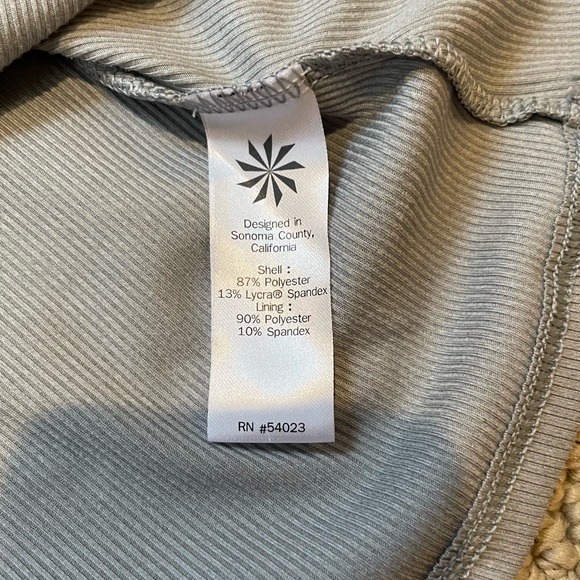 Designed in
Sonoma County,
California
Shell :
87% Polyester
13% Lycra® Spandex
Lining :
90% Polyester
10% Spandex
RN #54023